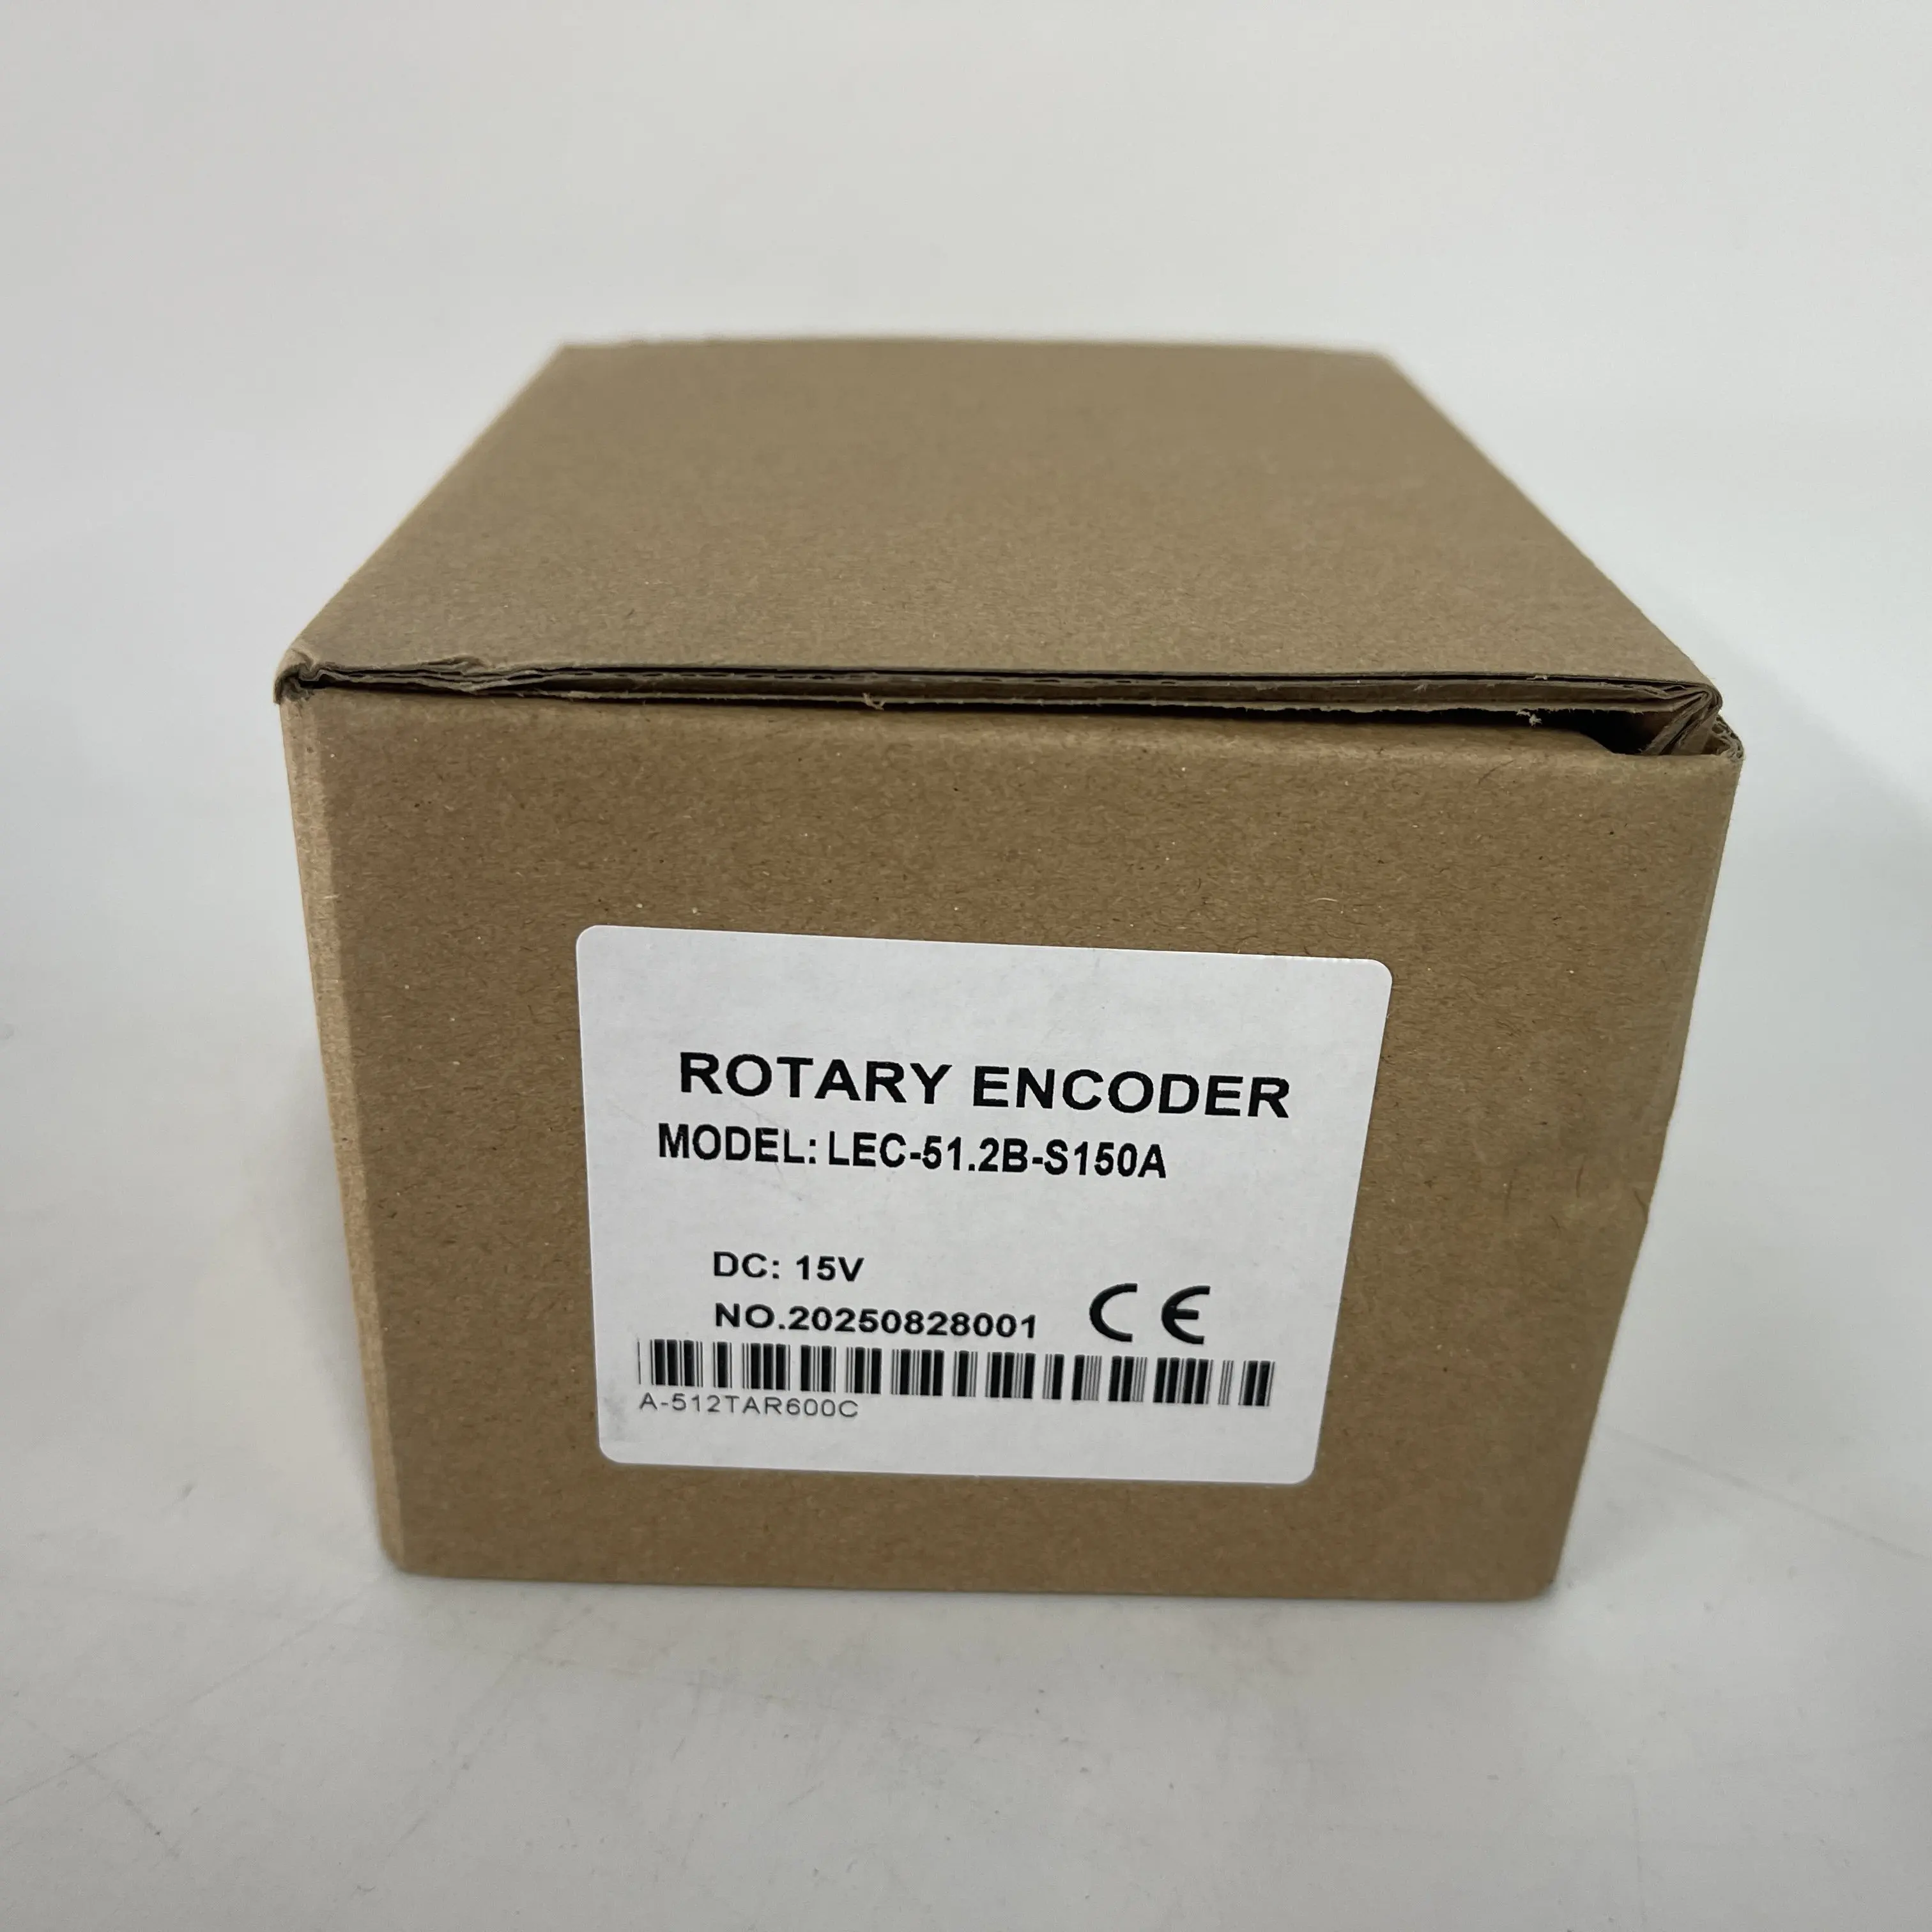 ROTARY ENCODER
MODEL: LEC-51.2B-S150A
DC: 15V
NO.20250828001 CE
A-512TAR600C